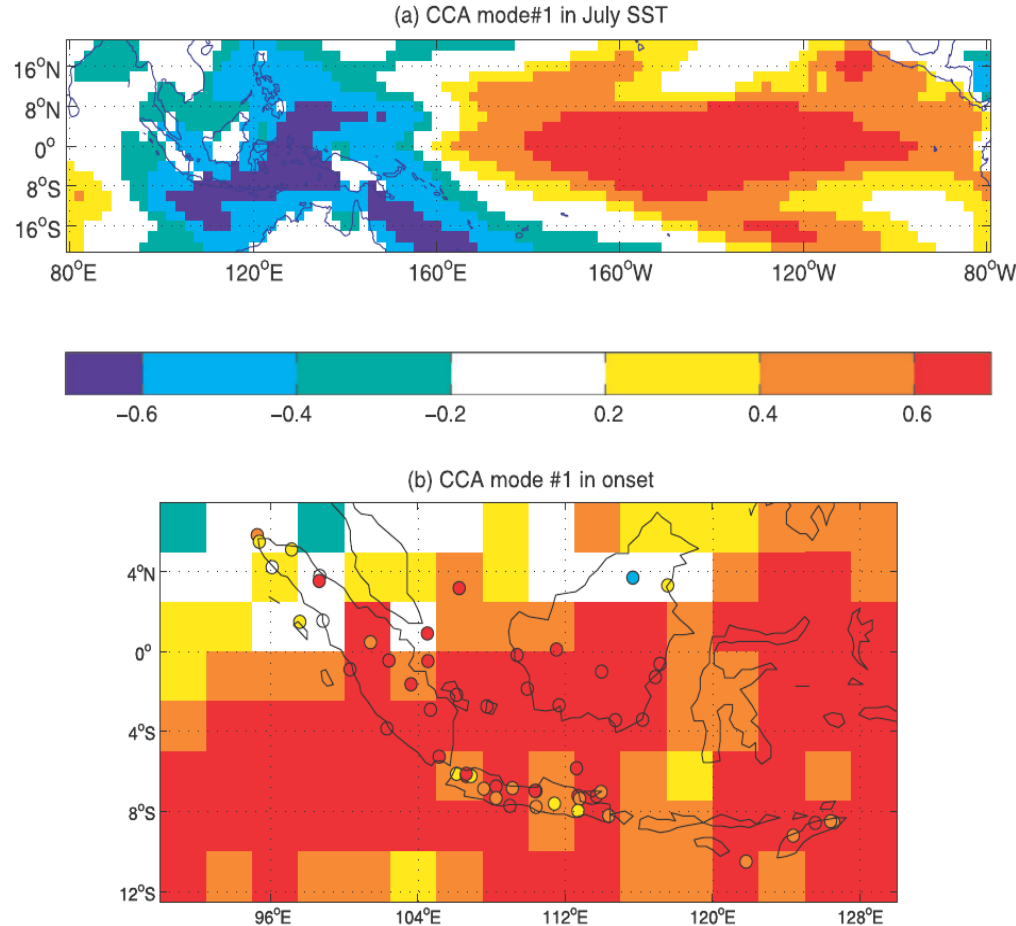 (a) CCA mode#1 in July SST
16°N
8°N
0°
8°S
16°S
80°E 120°E 160°E 160°W 120°W 80°W
−0.6 −0.4 −0.2 0.2 0.4 0.6
(b) CCA mode #1 in onset
4°N
0°
4°S
8°S
12°S
96°E 104°E 112°E 120°E 128°E